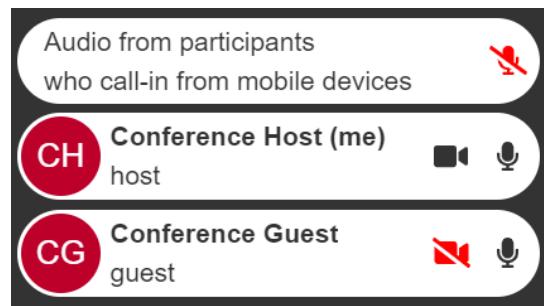 Audio from participants
who call-in from mobile devices
CH
Conference Host (me)
host
CG
Conference Guest
guest